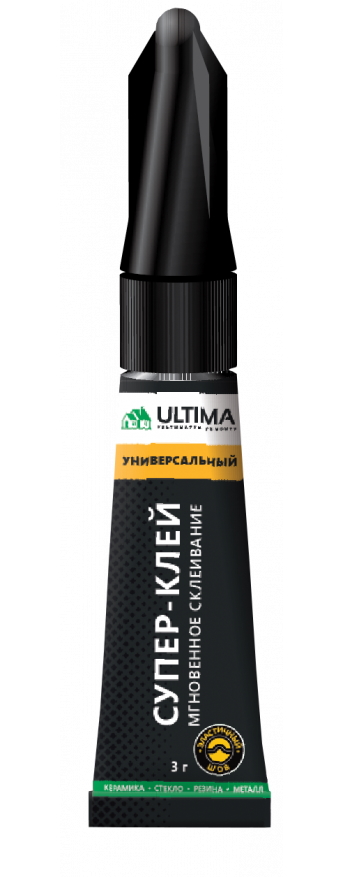 ULTIMA
УНИВЕРСАЛЬНЫЙ
СУПЕР-КЛЕЙ
МГНОВЕННОЕ СКЛЕИВАНИЕ
ЭЛАСТИЧНЫЙ
ШОВ
3 г
КЕРАМИКА · СТЕКЛО · РЕЗИНА · МЕТАЛЛ